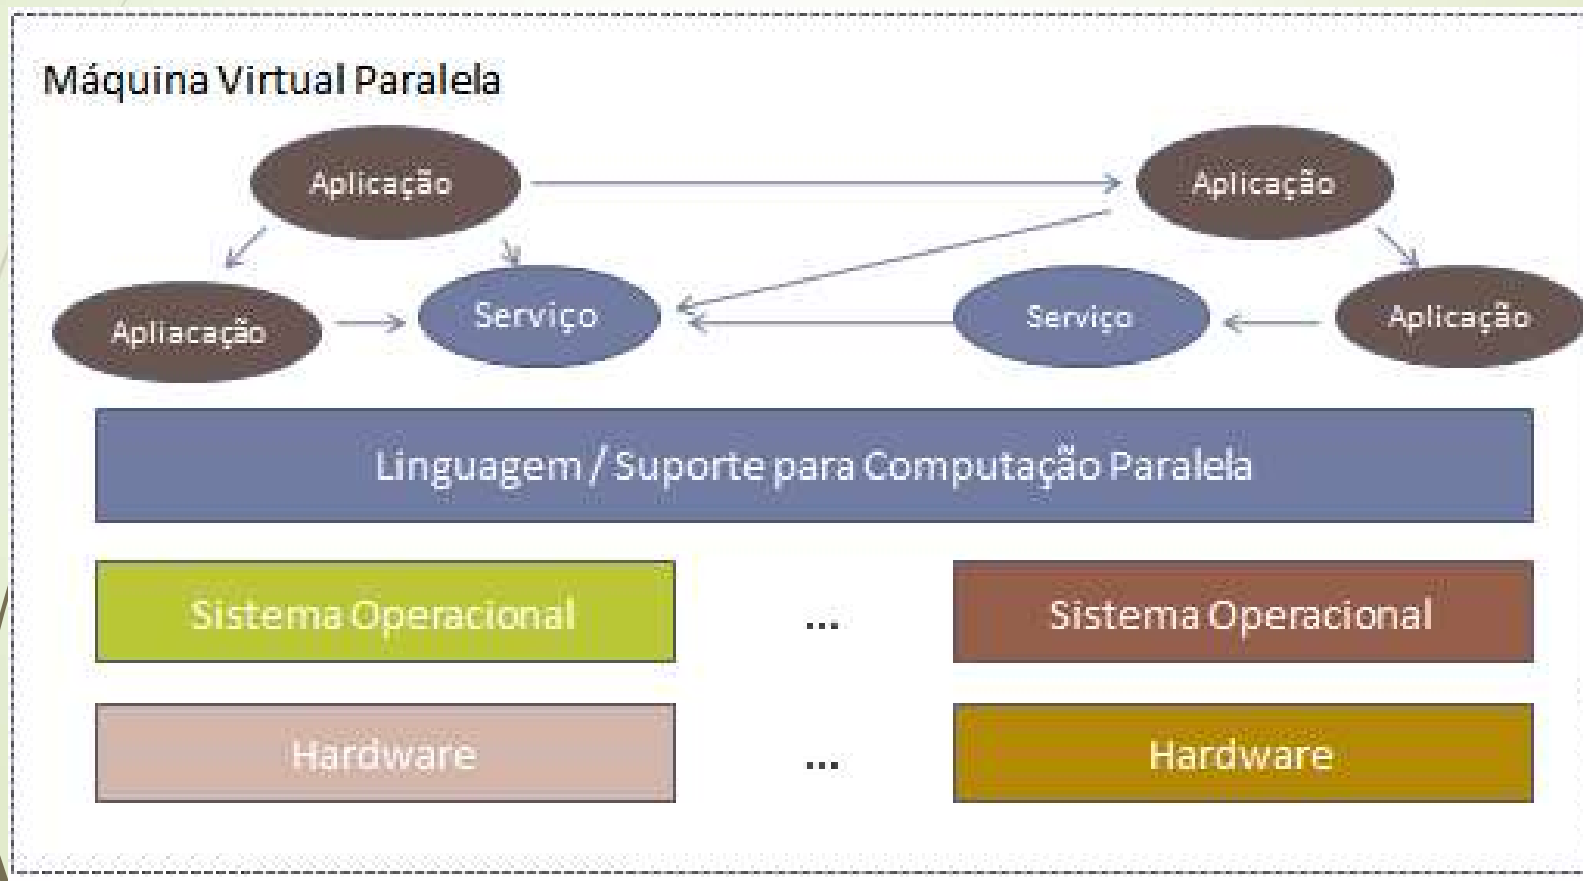 Máquina Virtual Paralela
Aplicação
Aplicação
Apliacação
Serviço
Serviço
Aplicação
Linguagem / Suporte para Computação Paralela
Sistema Operacional
...
Sistema Operacional
Hardware
...
Hardware